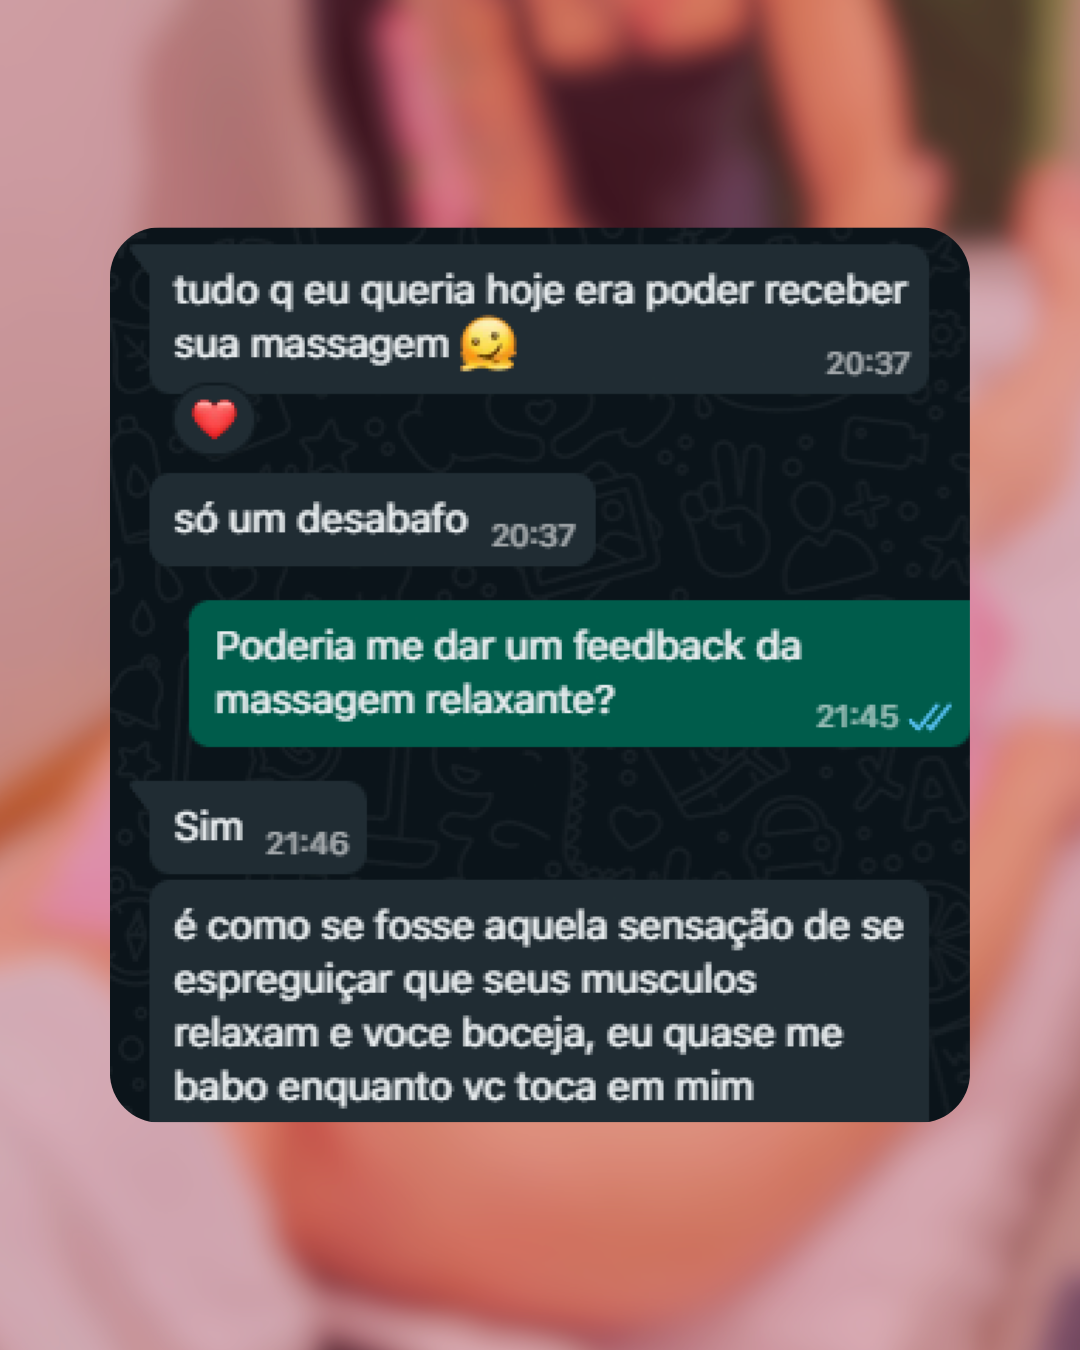 tudo q eu queria hoje era poder receber
sua massagem 🫠
20:37
❤️
só um desabafo 20:37
Poderia me dar um feedback da
massagem relaxante?
21:45
Sim 21:46
é como se fosse aquela sensação de se
espreguiçar que seus musculos
relaxam e voce boceja, eu quase me
babo enquanto vc toca em mim